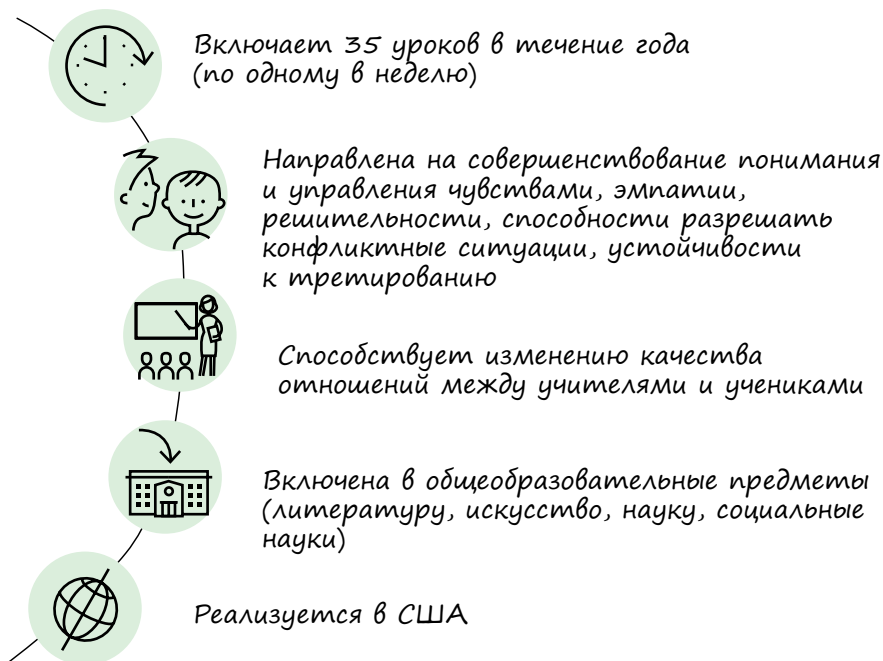 Включает 35 уроков в течение года
(по одному в неделю)
Направлена на совершенствование понимания
и управления чувствами, эмпатии,
решительности, способности разрешать
конфликтные ситуации, устойчивости
к третированию
Способствует изменению качества
отношений между учителями и учениками
Включена в общеобразовательные предметы
(литературу, искусство, науку, социальные
науки)
Реализуется в США